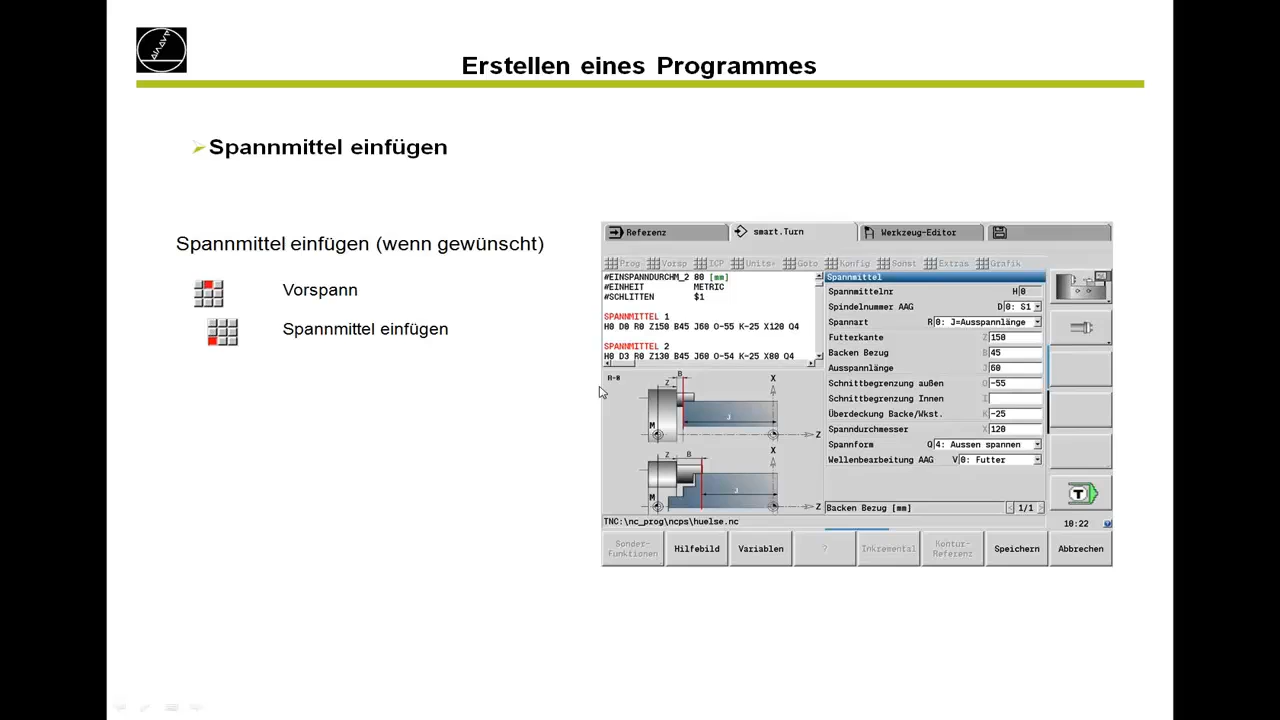 Erstellen eines Programmes
Spannmittel einfügen
Spannmittel einfügen (wenn gewünscht)
Vorspann
Spannmittel einfügen
Referenz
smart.Turn
Werkzeug-Editor
Prog Vorsp ICP Units» Goto Konfig Sonst Extras Grafik
#EINSPANNDURCHM_2 80 [mm]
#EINHEIT METRIC
#SCHLITTEN $1
SPANNMITTEL 1
H0 D0 R0 Z150 B45 J60 O-55 K-25 X120 Q4
SPANNMITTEL 2
H0 D3 R0 Z130 B45 J60 O-54 K-25 X80 Q4
Spannmittel
Spannmittelnr H 0
Spindelnummer AAG D 0: S1
Spannart R 0: J=Ausspannlänge
Futterkante Z 150
Backen Bezug B 45
Ausspannlänge J 60
Schnittbegrenzung außen O -55
Schnittbegrenzung Innen I
Überdeckung Backe/Wkst. K -25
Spanndurchmesser X 120
Spannform Q 4: Aussen spannen
Wellenbearbeitung AAG V 0: Futter
Backen Bezug [mm] 1/1
B
Z
X
J
M
Z
Z B
X
J
M
Z
TNC:\nc_prog\ncps\huelse.nc
T
10:22
Sonder-
Funktionen
Hilfebild
Variablen
?
Inkremental
Kontur-
Referenz
Speichern
Abbrechen